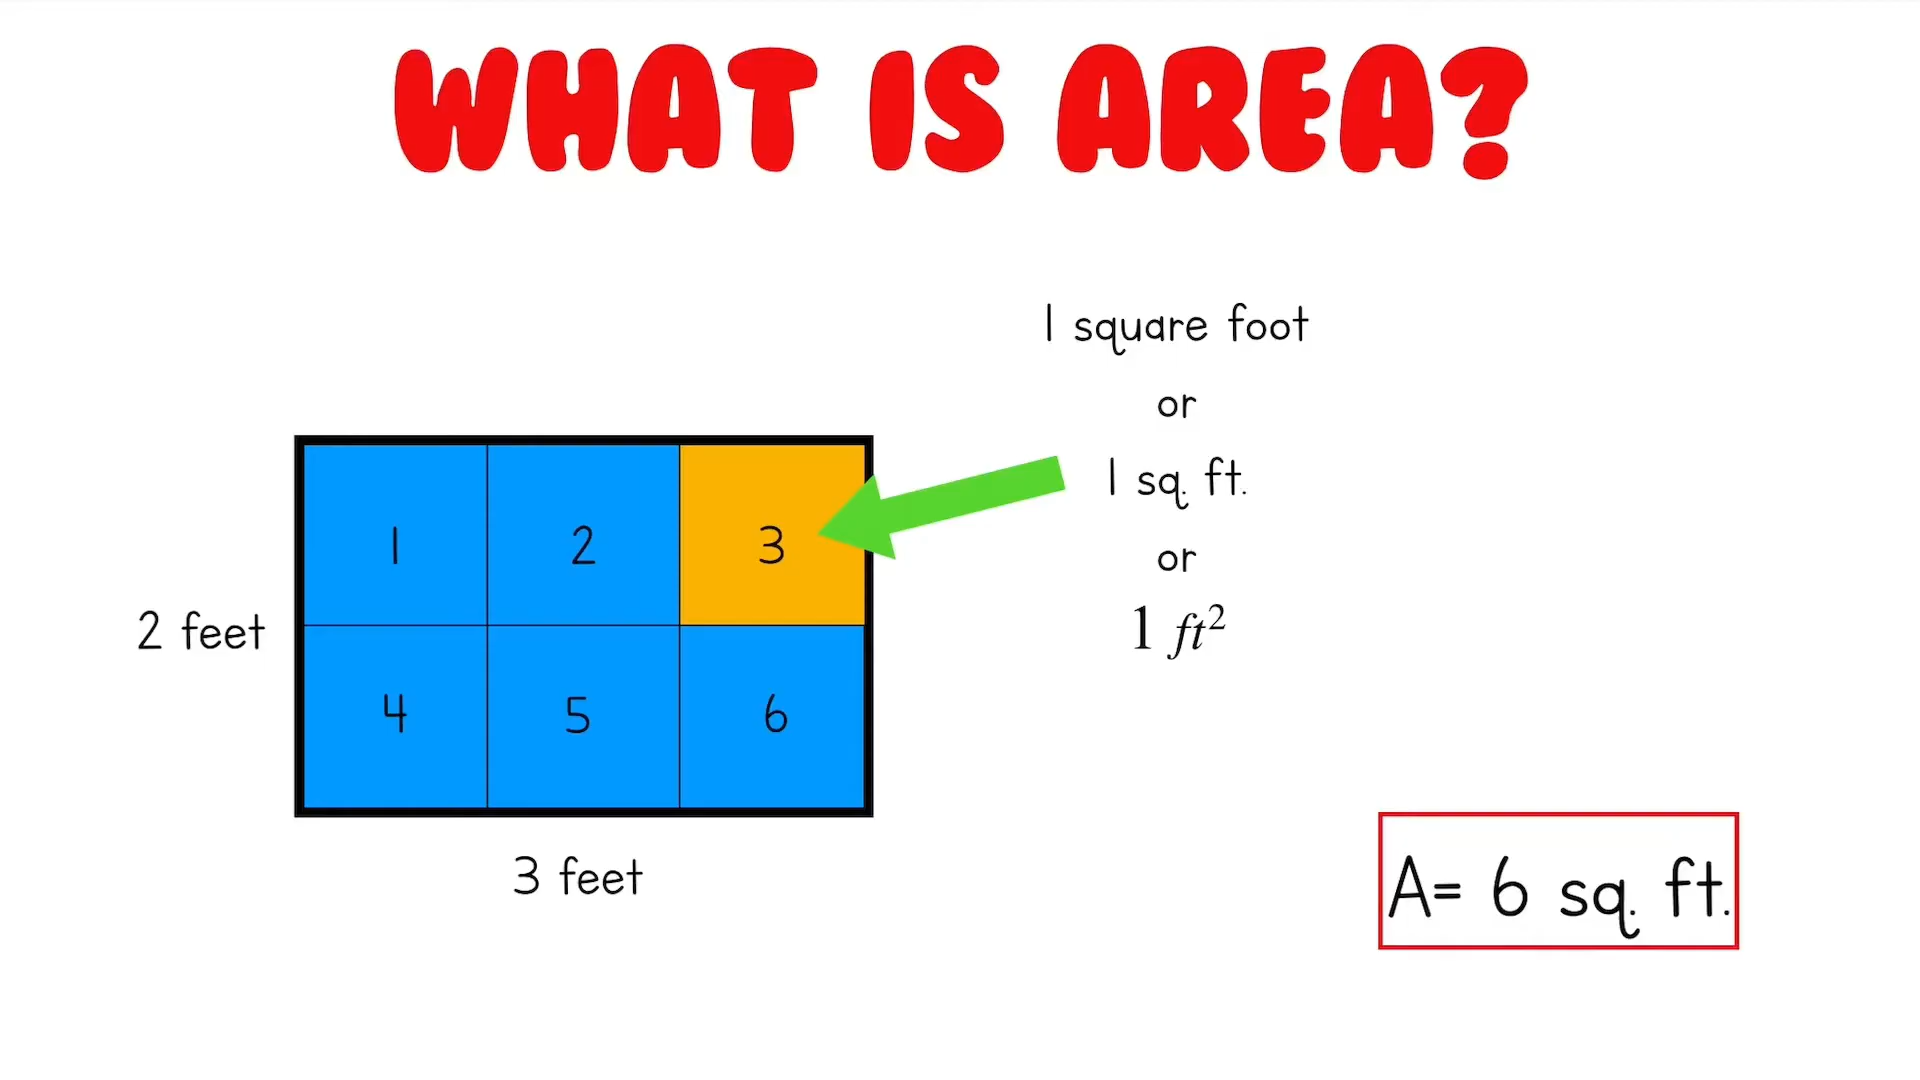 WHAT IS AREA?
1 square foot
or
1 sq. ft.
or
1 ft²
1 2 3
2 feet
4 5 6
3 feet
A= 6 sq. ft.